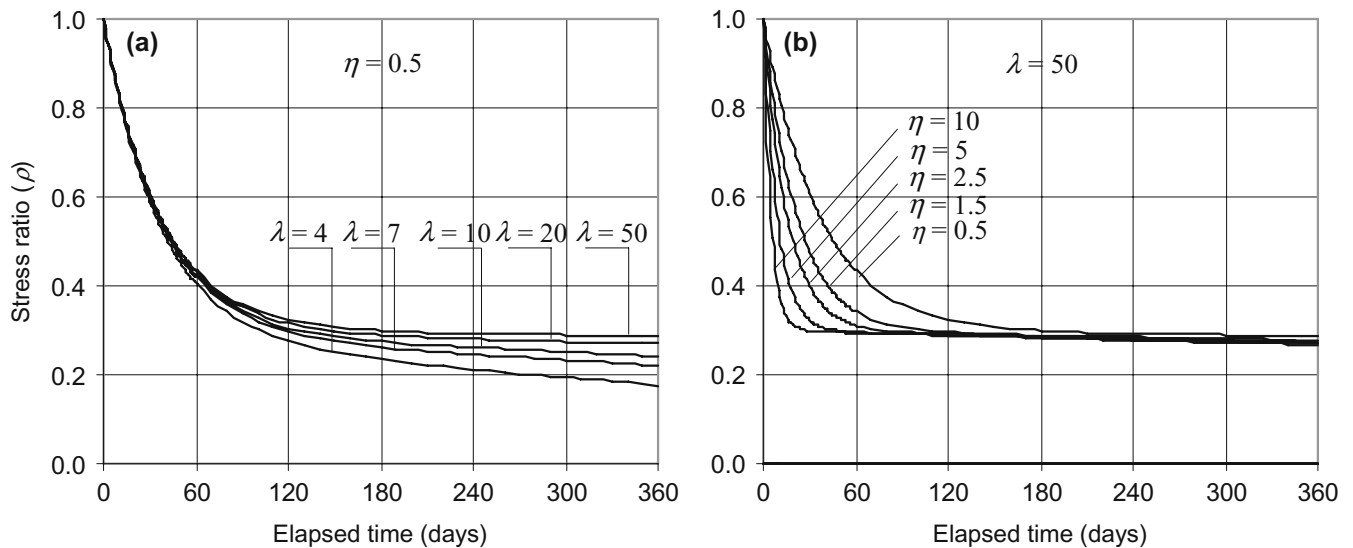 (a)
η = 0.5
1.0
0.8
0.6
0.4
0.2
0.0
Stress ratio (ρ)
λ = 4 λ = 7 λ = 10 λ = 20 λ = 50
0 60 120 180 240 300 360
Elapsed time (days)
(b)
λ = 50
1.0
0.8
0.6
0.4
0.2
0.0
η = 10
η = 5
η = 2.5
η = 1.5
η = 0.5
0 60 120 180 240 300 360
Elapsed time (days)